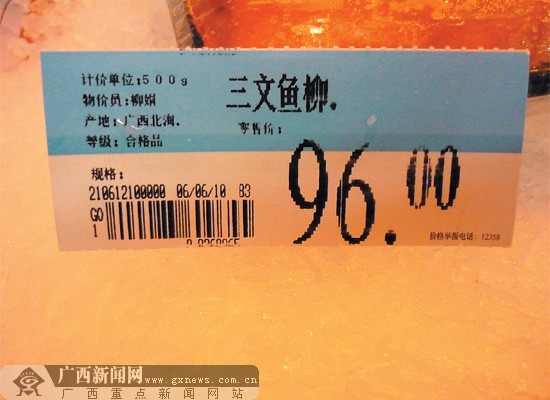 计价单位:500g
物价员:柳娟
产地:广西北海.
等级:合格品
三文鱼柳.
零售价:
96.00
规格:
210612100000 06/06/10 B3
GO
1
价格举报电话: 12358
广西新闻网
www.gxnews.com.cn
广西重点新闻网站